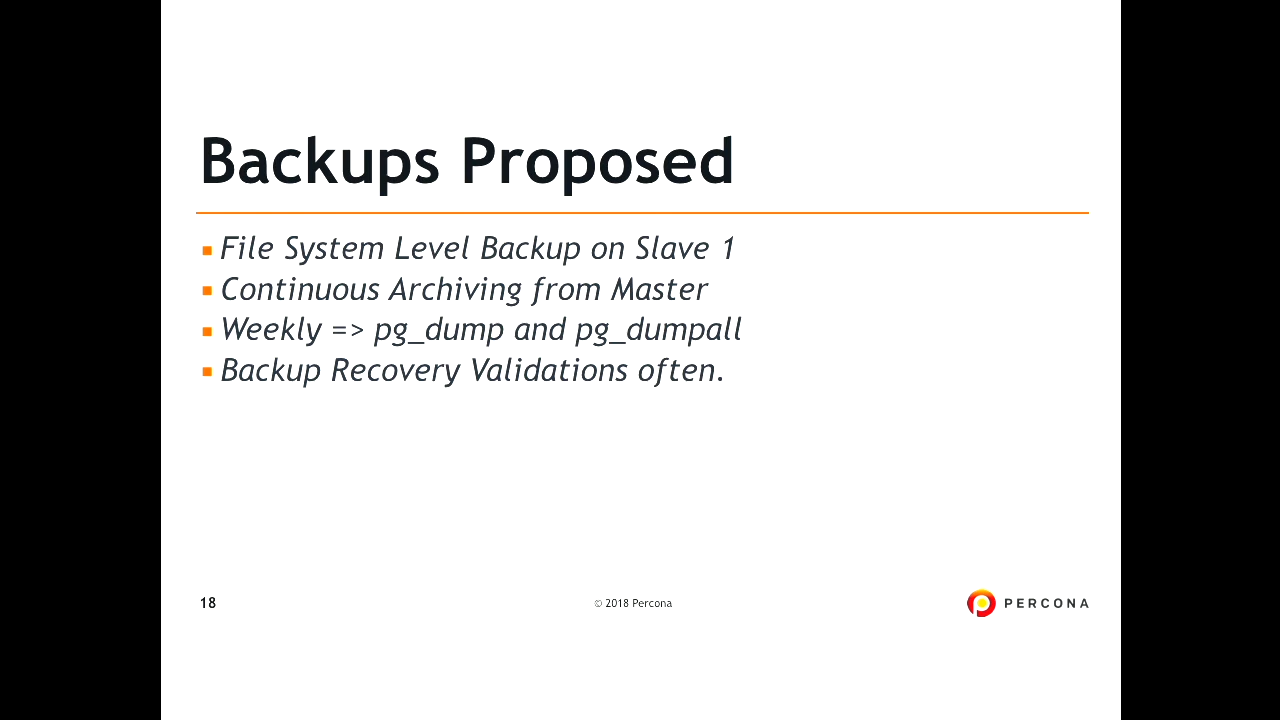 Backups Proposed
File System Level Backup on Slave 1
Continuous Archiving from Master
Weekly => pg_dump and pg_dumpall
Backup Recovery Validations often.
18
© 2018 Percona
PERCONA